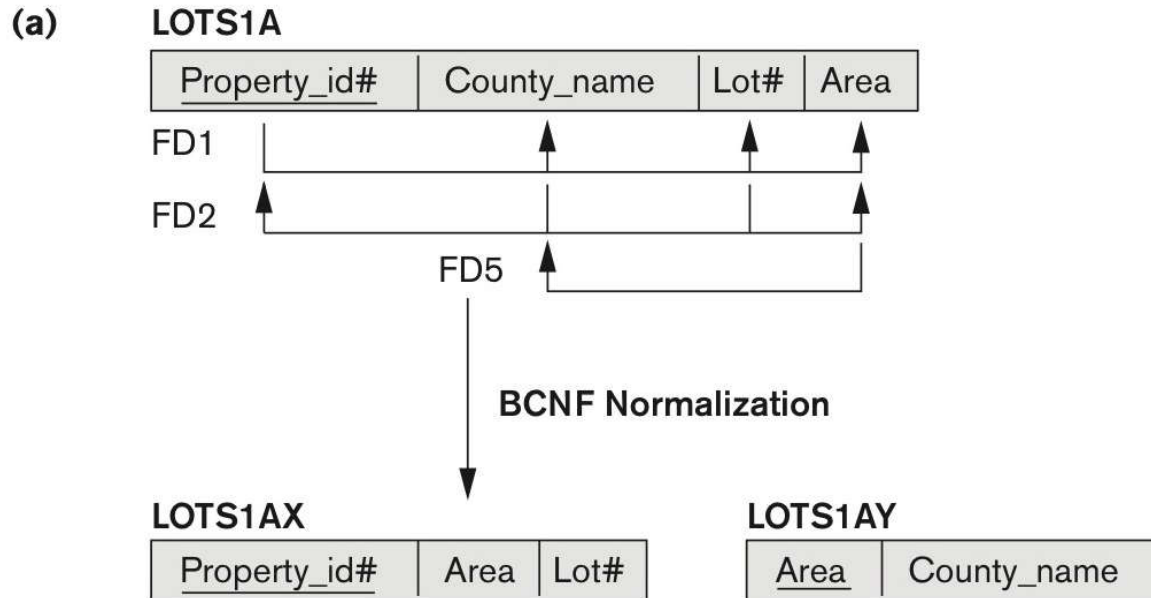 (a)
LOTS1A
Property_id# County_name Lot# Area
FD1
FD2
FD5
BCNF Normalization
LOTS1AX LOTS1AY
Property_id# Area Lot# Area County_name